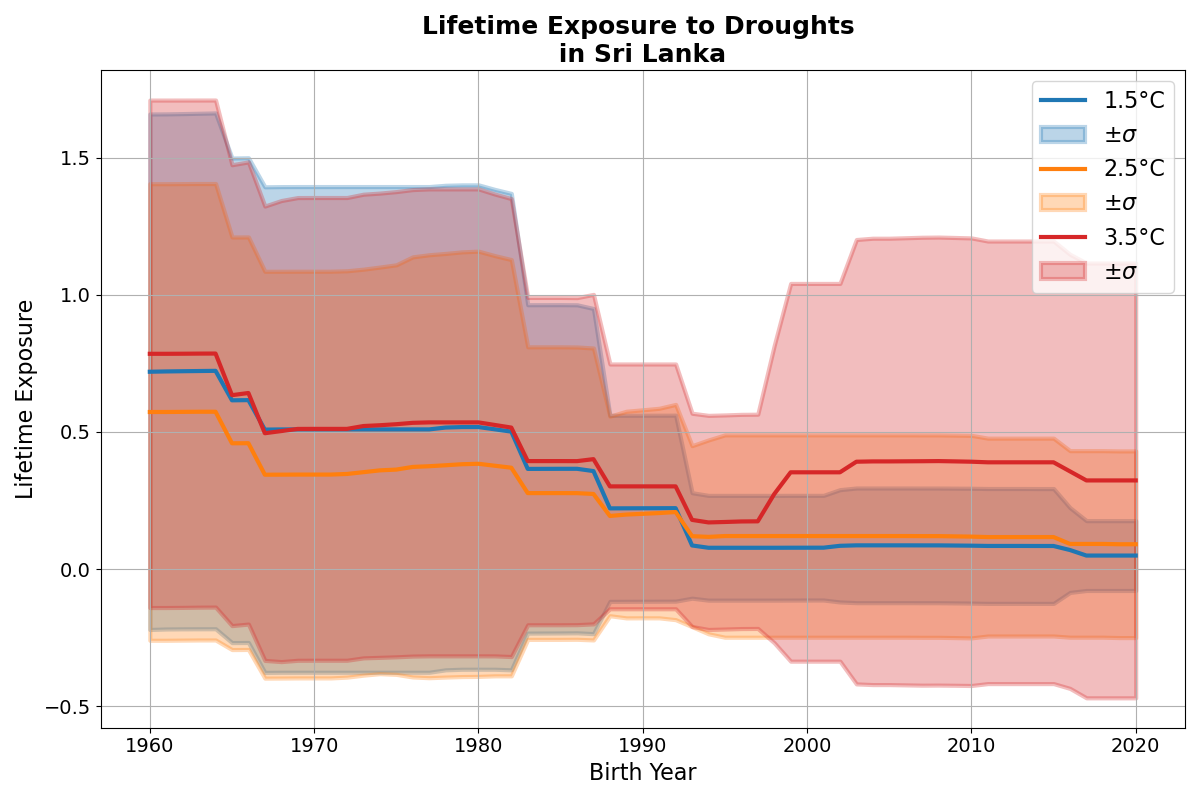 Lifetime Exposure to Droughts
in Sri Lanka
1.5°C
±σ
2.5°C
±σ
3.5°C
±σ
Lifetime Exposure
1.5
1.0
0.5
0.0
−0.5
1960 1970 1980 1990 2000 2010 2020
Birth Year